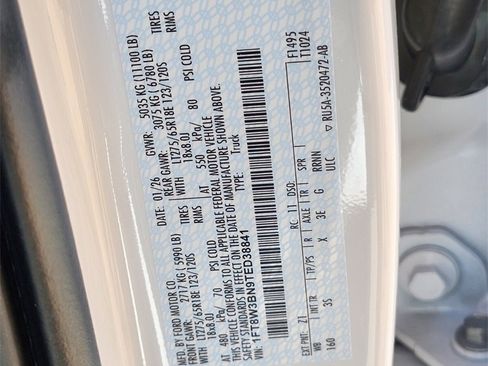 MFD. BY FORD MOTOR CO.
DATE: 01/26 GVWR: 5035 KG (11100 LB)
FRONT GAWR: 2717 KG (5990 LB) REAR GAWR: 3075 KG (6780 LB)
LT275/65R18E 123/120S TIRES WITH LT275/65R18E 123/120S TIRES
18x8.0J RIMS 18x8.0J RIMS
AT 480 kPa/ 70 PSI COLD AT 550 kPa/ 80 PSI COLD
THIS VEHICLE CONFORMS TO ALL APPLICABLE FEDERAL MOTOR VEHICLE
SAFETY STANDARDS IN EFFECT ON THE DATE OF MANUFACTURE SHOWN ABOVE.
VIN: 1FT8W3BN9TED38841 TYPE: Truck
F1495
T1024
EXT PNT: Z1 RC: 11 DSO:
WB INT TR TP/PS R AXLE TR SPR
160 3S X 3E G RRNN
ULC
▽ RU5A-3520472-AB